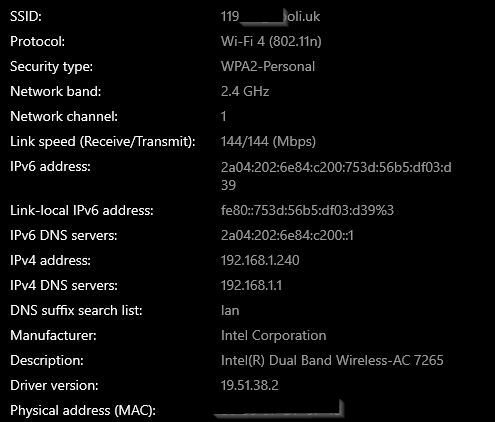 SSID: 119 oli.uk
Protocol: Wi-Fi 4 (802.11n)
Security type: WPA2-Personal
Network band: 2.4 GHz
Network channel: 1
Link speed (Receive/Transmit): 144/144 (Mbps)
IPv6 address: 2a04:202:6e84:c200:753d:56b5:df03:d
39
Link-local IPv6 address: fe80::753d:56b5:df03:d39%3
IPv6 DNS servers: 2a04:202:6e84:c200::1
IPv4 address: 192.168.1.240
IPv4 DNS servers: 192.168.1.1
DNS suffix search list: lan
Manufacturer: Intel Corporation
Description: Intel(R) Dual Band Wireless-AC 7265
Driver version: 19.51.38.2
Physical address (MAC):